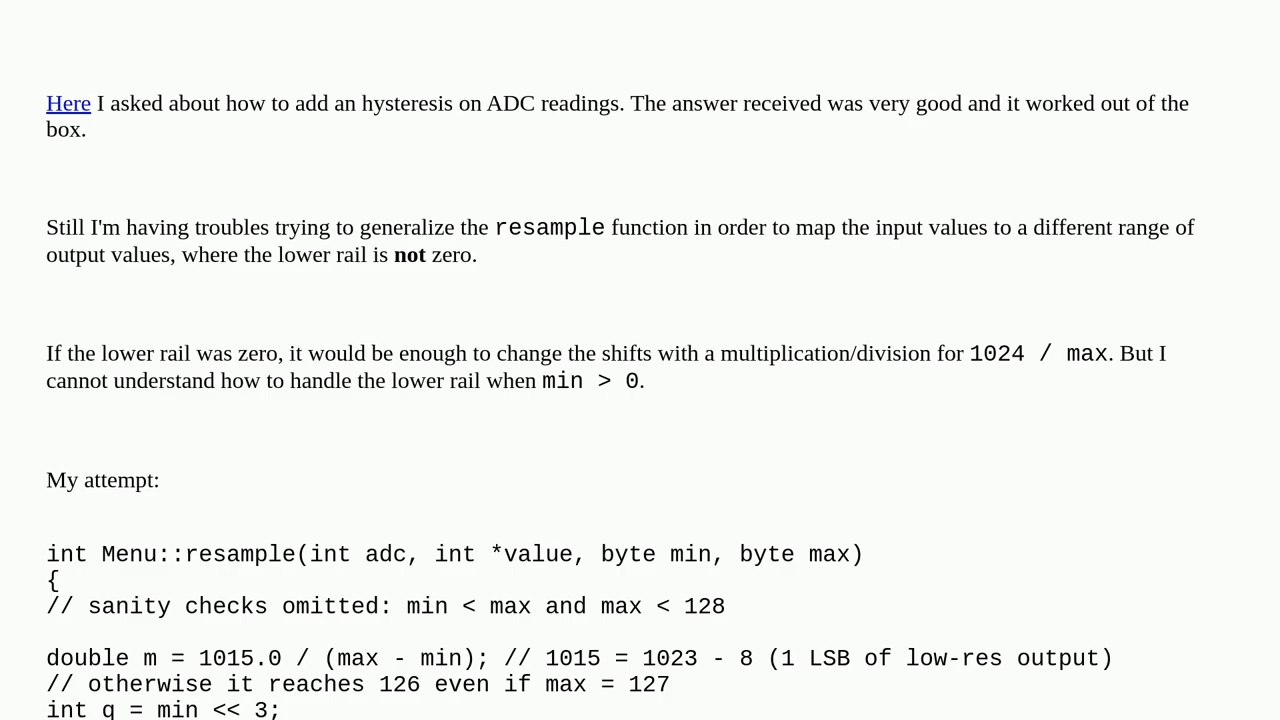 Here I asked about how to add an hysteresis on ADC readings. The answer received was very good and it worked out of the
box.
Still I'm having troubles trying to generalize the resample function in order to map the input values to a different range of
output values, where the lower rail is not zero.
If the lower rail was zero, it would be enough to change the shifts with a multiplication/division for 1024 / max. But I
cannot understand how to handle the lower rail when min > 0.
My attempt:
int Menu::resample(int adc, int *value, byte min, byte max)
{
// sanity checks omitted: min < max and max < 128
double m = 1015.0 / (max - min); // 1015 = 1023 - 8 (1 LSB of low-res output)
// otherwise it reaches 126 even if max = 127
int q = min << 3;